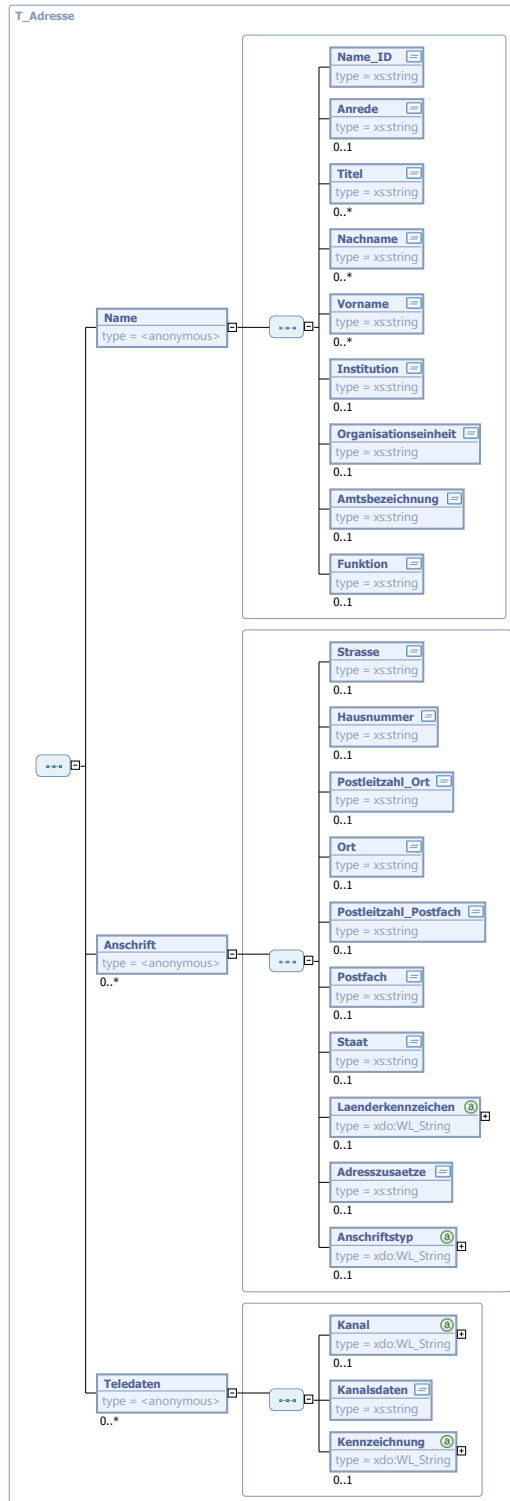 T_Adresse
Name_ID
type = xs:string
Anrede
type = xs:string
0..1
Titel
type = xs:string
0..*
Nachname
type = xs:string
0..*
Name
type = <anonymous>
Vorname
type = xs:string
0..*
Institution
type = xs:string
0..1
Organisationseinheit
type = xs:string
0..1
Amtsbezeichnung
type = xs:string
0..1
Funktion
type = xs:string
0..1
Strasse
type = xs:string
0..1
Hausnummer
type = xs:string
0..1
Postleitzahl_Ort
type = xs:string
0..1
Ort
type = xs:string
0..1
Postleitzahl_Postfach
type = xs:string
0..1
Anschrift
type = <anonymous>
0..*
Postfach
type = xs:string
0..1
Staat
type = xs:string
0..1
Laenderkennzeichen a
type = xdo:WL_String
0..1
Adresszusaetze
type = xs:string
0..1
Anschriftstyp a
type = xdo:WL_String
0..1
Kanal a
type = xdo:WL_String
0..1
Teledaten
type = <anonymous>
0..*
Kanalsdaten
type = xs:string
Kennzeichnung a
type = xdo:WL_String
0..1